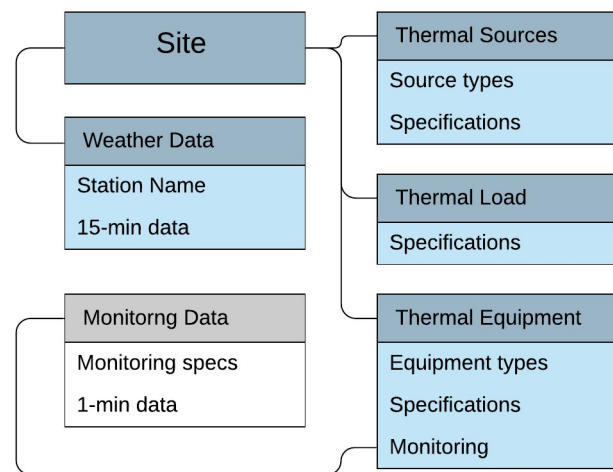 Site
Weather Data
Station Name
15-min data
Monitorng Data
Monitoring specs
1-min data
Thermal Sources
Source types
Specifications
Thermal Load
Specifications
Thermal Equipment
Equipment types
Specifications
Monitoring